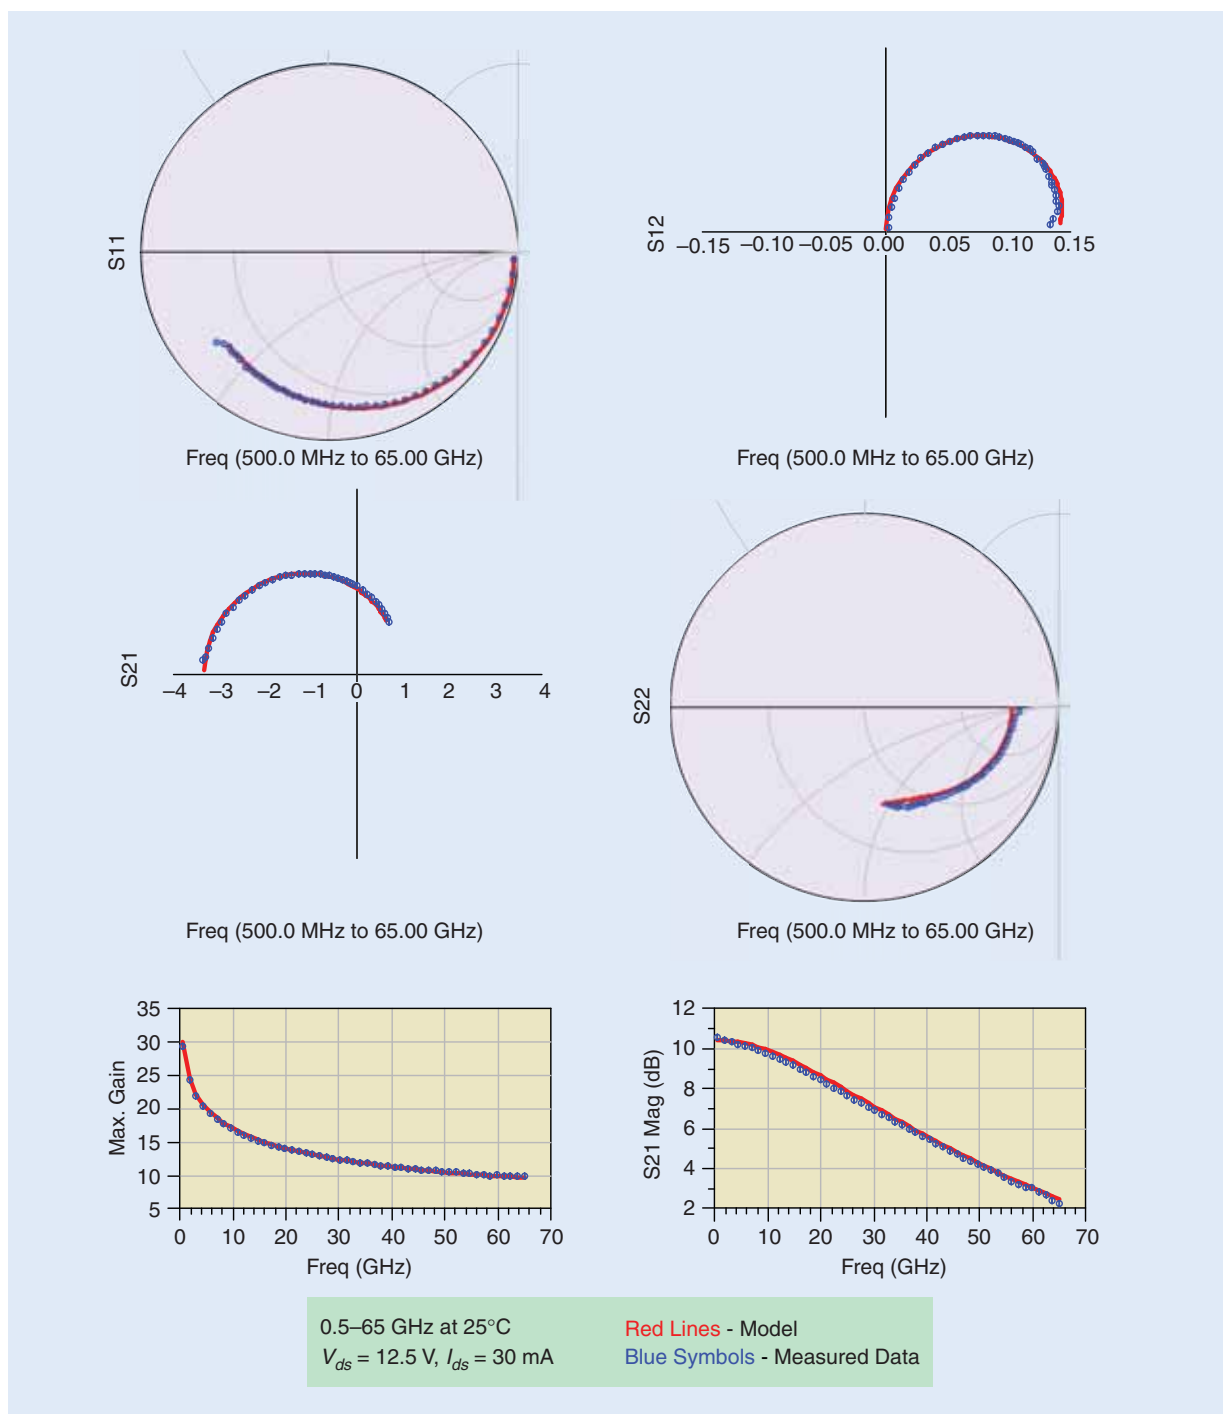 S11
Freq (500.0 MHz to 65.00 GHz)
S12
–0.15 –0.10 –0.05 0.00 0.05 0.10 0.15
Freq (500.0 MHz to 65.00 GHz)
S21
–4 –3 –2 –1 0 1 2 3 4
Freq (500.0 MHz to 65.00 GHz)
S22
Freq (500.0 MHz to 65.00 GHz)
Max. Gain
35
30
25
20
15
10
5
0 10 20 30 40 50 60 70
Freq (GHz)
S21 Mag (dB)
12
10
8
6
4
2
0 10 20 30 40 50 60 70
Freq (GHz)
0.5–65 GHz at 25°C
Vds = 12.5 V, Ids = 30 mA
Red Lines - Model
Blue Symbols - Measured Data